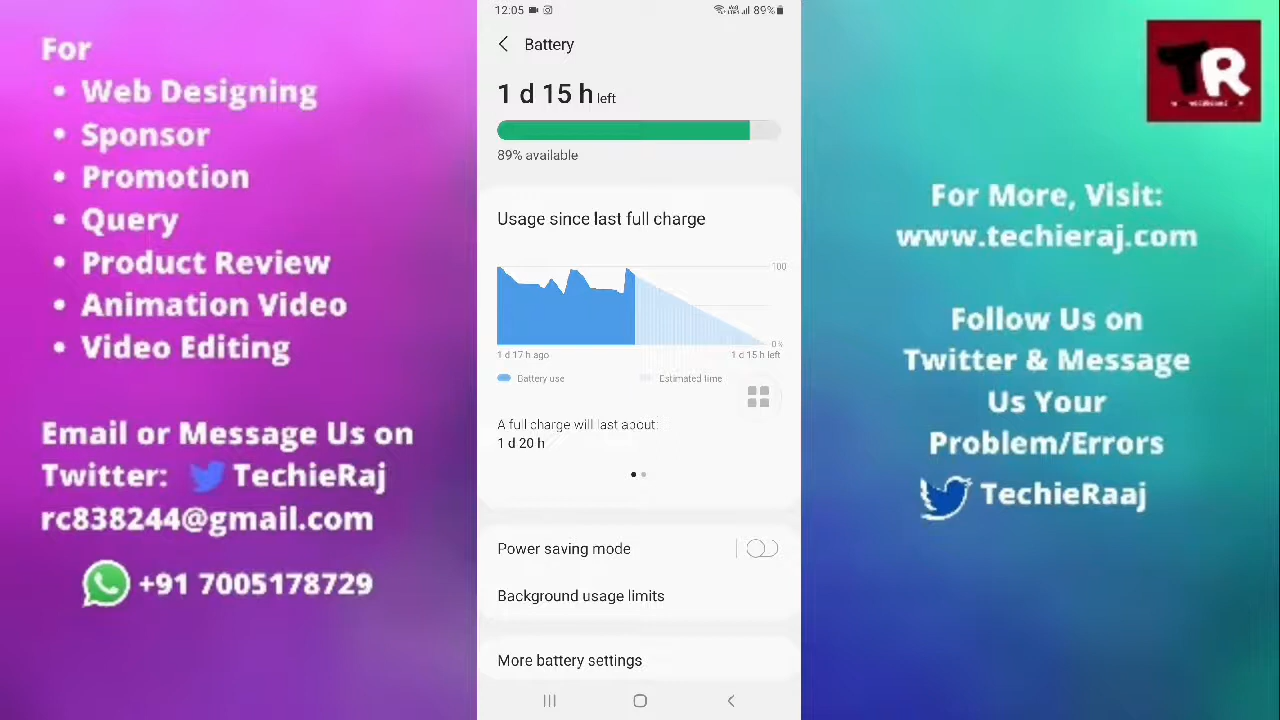 For
• Web Designing
• Sponsor
• Promotion
• Query
• Product Review
• Animation Video
• Video Editing
Email or Message Us on
Twitter: TechieRaj
rc838244@gmail.com
+91 7005178729
12.05
89%
Battery
1 d 15 h left
89% available
Usage since last full charge
100
0%
1 d 17 h ago
1 d 15 h left
Battery use
Estimated time
A full charge will last about:
1 d 20 h
Power saving mode
Background usage limits
More battery settings
TR
For More, Visit:
www.techieraj.com
Follow Us on
Twitter & Message
Us Your
Problem/Errors
TechieRaaj